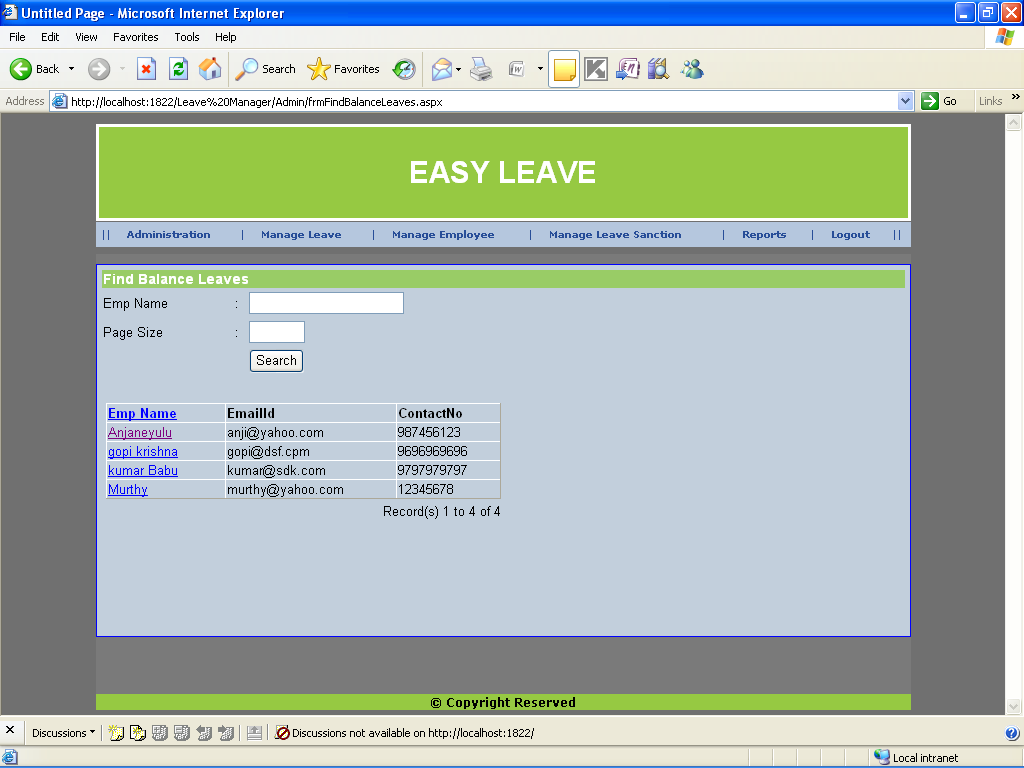 Untitled Page - Microsoft Internet Explorer
File Edit View Favorites Tools Help
Back Search Favorites
Address http://localhost:1822/Leave%20Manager/Admin/frmFindBalanceLeaves.aspx Go Links »
EASY LEAVE
|| Administration | Manage Leave | Manage Employee | Manage Leave Sanction | Reports | Logout ||
Find Balance Leaves
Emp Name :
Page Size :
Search
Emp Name EmailId ContactNo
Anjaneyulu anji@yahoo.com 987456123
gopi krishna gopi@dsf.cpm 9696969696
kumar Babu kumar@sdk.com 9797979797
Murthy murthy@yahoo.com 12345678
Record(s) 1 to 4 of 4
© Copyright Reserved
Discussions Discussions not available on http://localhost:1822/
Local intranet